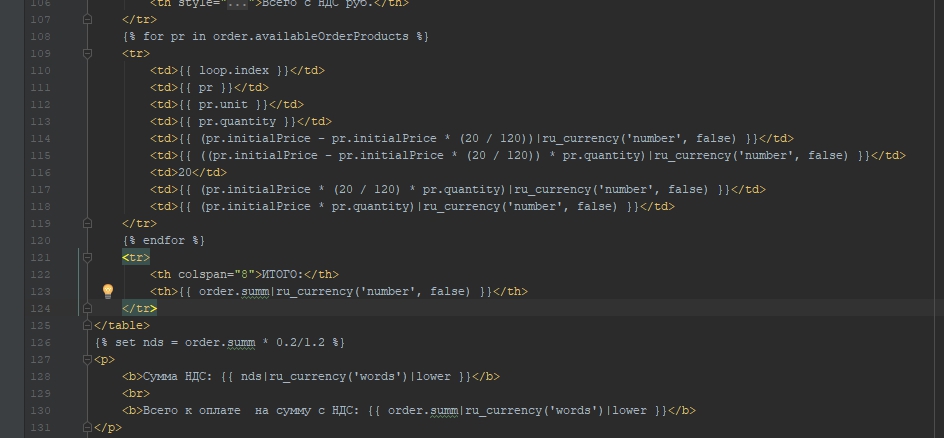 106 <th style="...">Всего с НДС руб.</th>
107 </tr>
108 {% for pr in order.availableOrderProducts %}
109 <tr>
110 <td>{{ loop.index }}</td>
111 <td>{{ pr }}</td>
112 <td>{{ pr.unit }}</td>
113 <td>{{ pr.quantity }}</td>
114 <td>{{ (pr.initialPrice - pr.initialPrice * (20 / 120))|ru_currency('number', false) }}</td>
115 <td>{{ ((pr.initialPrice - pr.initialPrice * (20 / 120)) * pr.quantity)|ru_currency('number', false) }}</td>
116 <td>20</td>
117 <td>{{ (pr.initialPrice * (20 / 120) * pr.quantity)|ru_currency('number', false) }}</td>
118 <td>{{ (pr.initialPrice * pr.quantity)|ru_currency('number', false) }}</td>
119 </tr>
120 {% endfor %}
121 <tr>
122 <th colspan="8">ИТОГО:</th>
123 <th>{{ order.summ|ru_currency('number', false) }}</th>
124 </tr>
125 </table>
126 {% set nds = order.summ * 0.2/1.2 %}
127 <p>
128 <b>Сумма НДС: {{ nds|ru_currency('words')|lower }}</b>
129 <br>
130 <b>Всего к оплате  на сумму с НДС: {{ order.summ|ru_currency('words')|lower }}</b>
131 </p>